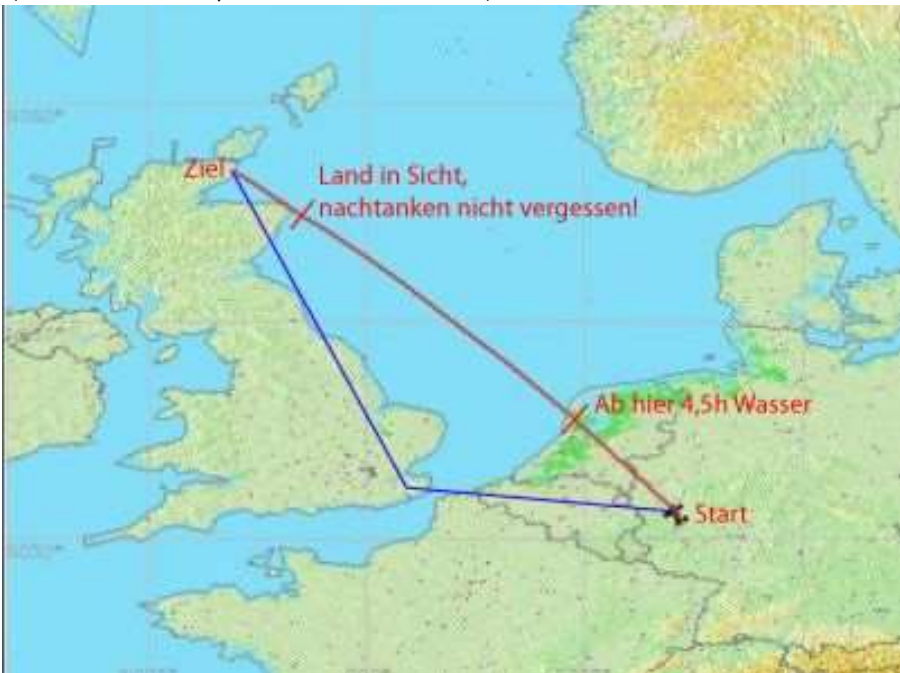 Ziel
Land in Sicht,
nachtanken nicht vergessen!
Ab hier 4,5h Wasser
Start